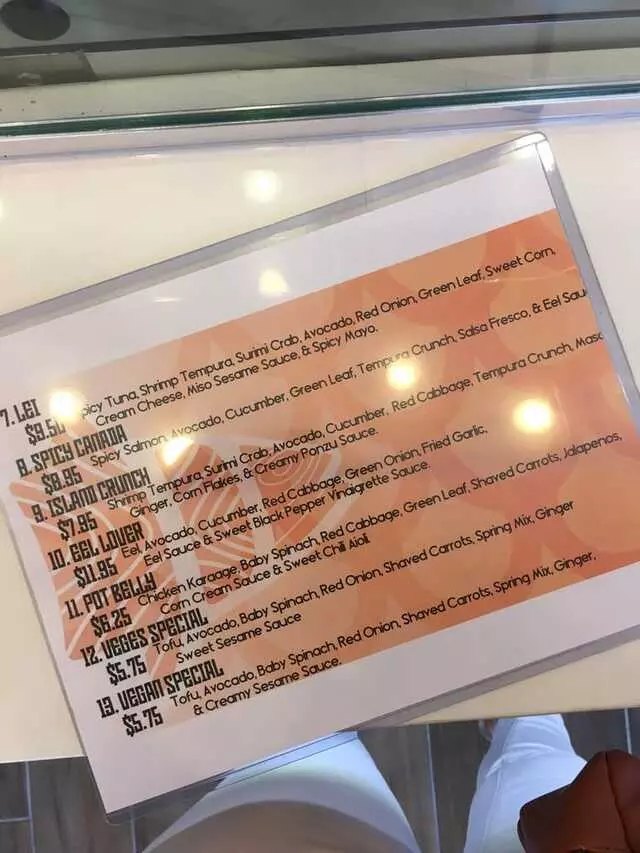 7. LEI
$9.50 Spicy Tuna, Shrimp Tempura, Surimi Crab, Avocado, Red Onion, Green Leaf, Sweet Corn,
Cream Cheese, Miso Sesame Sauce, & Spicy Mayo.
8. SPICY CANADA
$8.95 Spicy Salmon, Avocado, Cucumber, Green Leaf, Tempura Crunch, Salsa Fresco, & Eel Sau
9. ISLAND CRUNCH
$7.95 Shrimp Tempura, Surimi Crab, Avocado, Cucumber, Red Cabbage, Tempura Crunch, Masa
Ginger, Corn Flakes, & Creamy Ponzu Sauce.
10. EEL LOVER
$11.95 Eel, Avocado, Cucumber, Red Cabbage, Green Onion, Fried Garlic,
Eel Sauce & Sweet Black Pepper Vinaigrette Sauce.
11. POT BELLY
$6.25 Chicken Karaage, Baby Spinach, Red Cabbage, Green Leaf, Shaved Carrots, Jalapenos,
Corn Cream Sauce & Sweet Chili Aioli
12. VEGES SPECIAL
$5.75 Tofu, Avocado, Baby Spinach, Red Onion, Shaved Carrots, Spring Mix, Ginger
Sweet Sesame Sauce
13. VEGAN SPECIAL
$5.75 Tofu, Avocado, Baby Spinach, Red Onion, Shaved Carrots, Spring Mix, Ginger,
& Creamy Sesame Sauce.